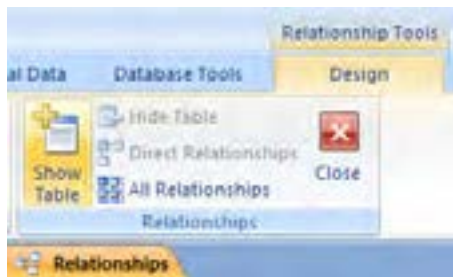 Relationship Tools
al Data Database Tools Design
Show Table
Hide Table
Direct Relationships
All Relationships
Close
Relationships
Relationships